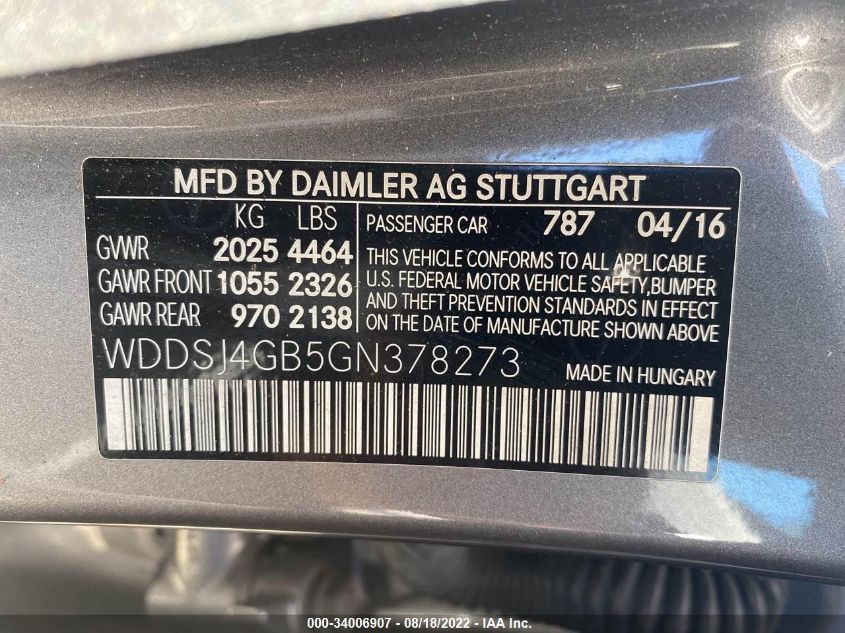 MFD BY DAIMLER AG STUTTGART
KG LBS
GVWR 2025 4464
GAWR FRONT 1055 2326
GAWR REAR 970 2138
PASSENGER CAR 787 04/16
THIS VEHICLE CONFORMS TO ALL APPLICABLE
U.S. FEDERAL MOTOR VEHICLE SAFETY, BUMPER
AND THEFT PREVENTION STANDARDS IN EFFECT
ON THE DATE OF MANUFACTURE SHOWN ABOVE
WDDSJ4GB5GN378273 MADE IN HUNGARY
000-34006907 - 08/18/2022 - IAA Inc.